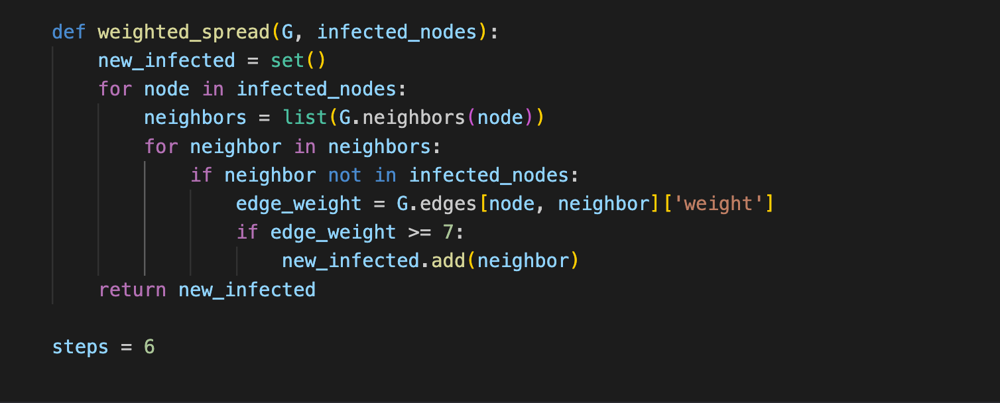 def weighted_spread(G, infected_nodes):
    new_infected = set()
    for node in infected_nodes:
        neighbors = list(G.neighbors(node))
        for neighbor in neighbors:
            if neighbor not in infected_nodes:
                edge_weight = G.edges[node, neighbor]['weight']
                if edge_weight >= 7:
                    new_infected.add(neighbor)
    return new_infected

steps = 6